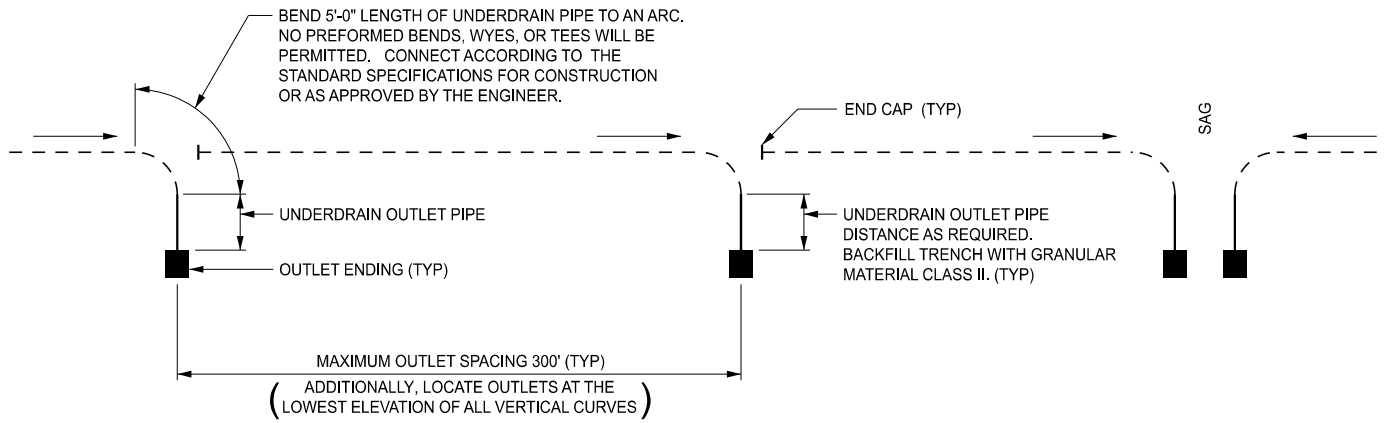 BEND 5'-0" LENGTH OF UNDERDRAIN PIPE TO AN ARC.
NO PREFORMED BENDS, WYES, OR TEES WILL BE
PERMITTED. CONNECT ACCORDING TO THE
STANDARD SPECIFICATIONS FOR CONSTRUCTION
OR AS APPROVED BY THE ENGINEER.
END CAP (TYP)
SAG
UNDERDRAIN OUTLET PIPE
OUTLET ENDING (TYP)
UNDERDRAIN OUTLET PIPE
DISTANCE AS REQUIRED.
BACKFILL TRENCH WITH GRANULAR
MATERIAL CLASS II. (TYP)
MAXIMUM OUTLET SPACING 300' (TYP)
(ADDITIONALLY, LOCATE OUTLETS AT THE
LOWEST ELEVATION OF ALL VERTICAL CURVES)